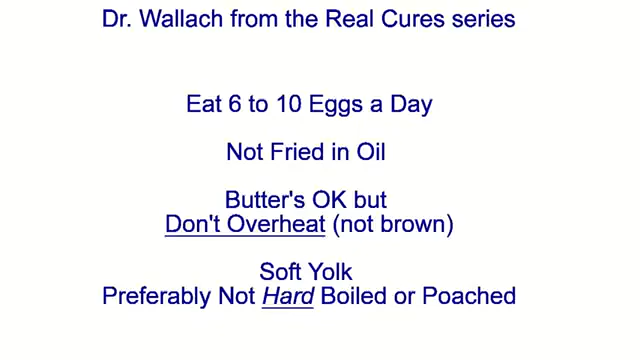 Dr. Wallach from the Real Cures series
Eat 6 to 10 Eggs a Day
Not Fried in Oil
Butter's OK but
Don't Overheat (not brown)
Soft Yolk
Preferably Not Hard Boiled or Poached